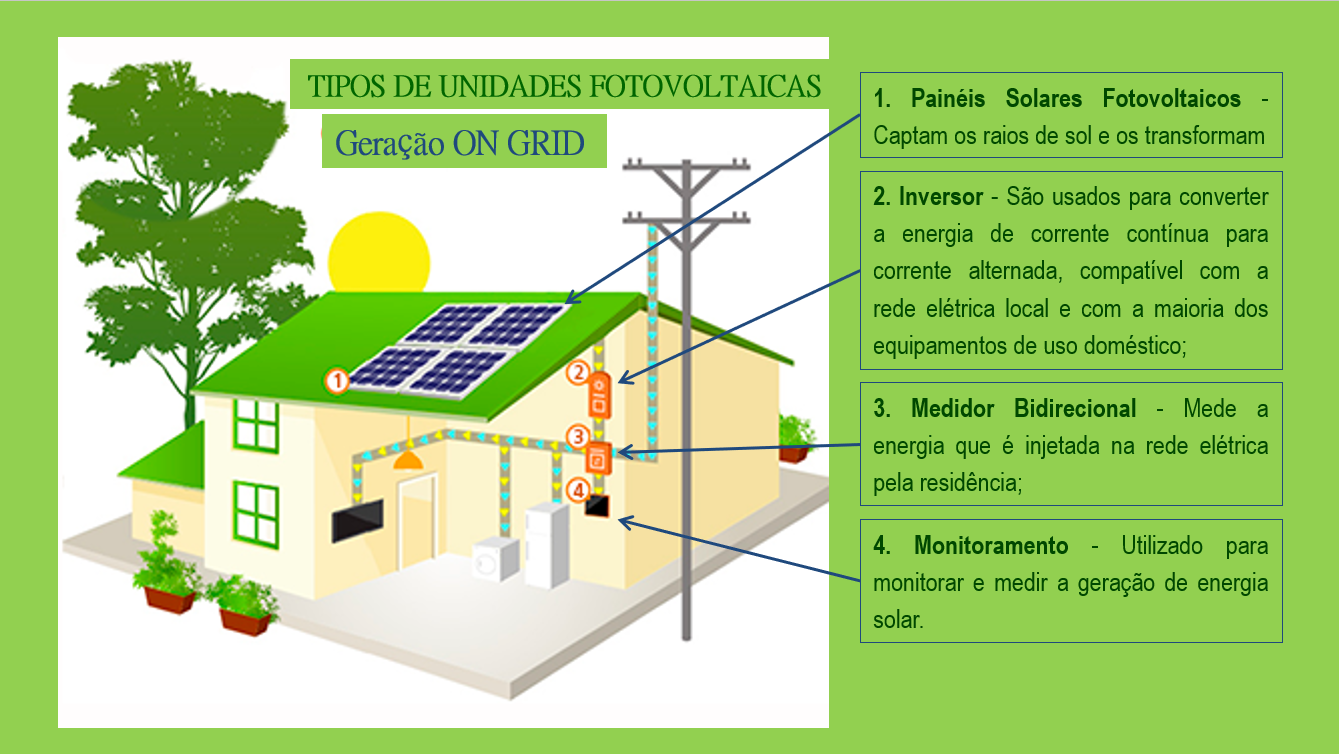 TIPOS DE UNIDADES FOTOVOLTAICAS
Geração ON GRID
1. Painéis Solares Fotovoltaicos -
Captam os raios de sol e os transformam
2. Inversor - São usados para converter
a energia de corrente contínua para
corrente alternada, compatível com a
rede elétrica local e com a maioria dos
equipamentos de uso doméstico;
3. Medidor Bidirecional - Mede a
energia que é injetada na rede elétrica
pela residência;
4. Monitoramento - Utilizado para
monitorar e medir a geração de energia
solar.
1
2
3
4